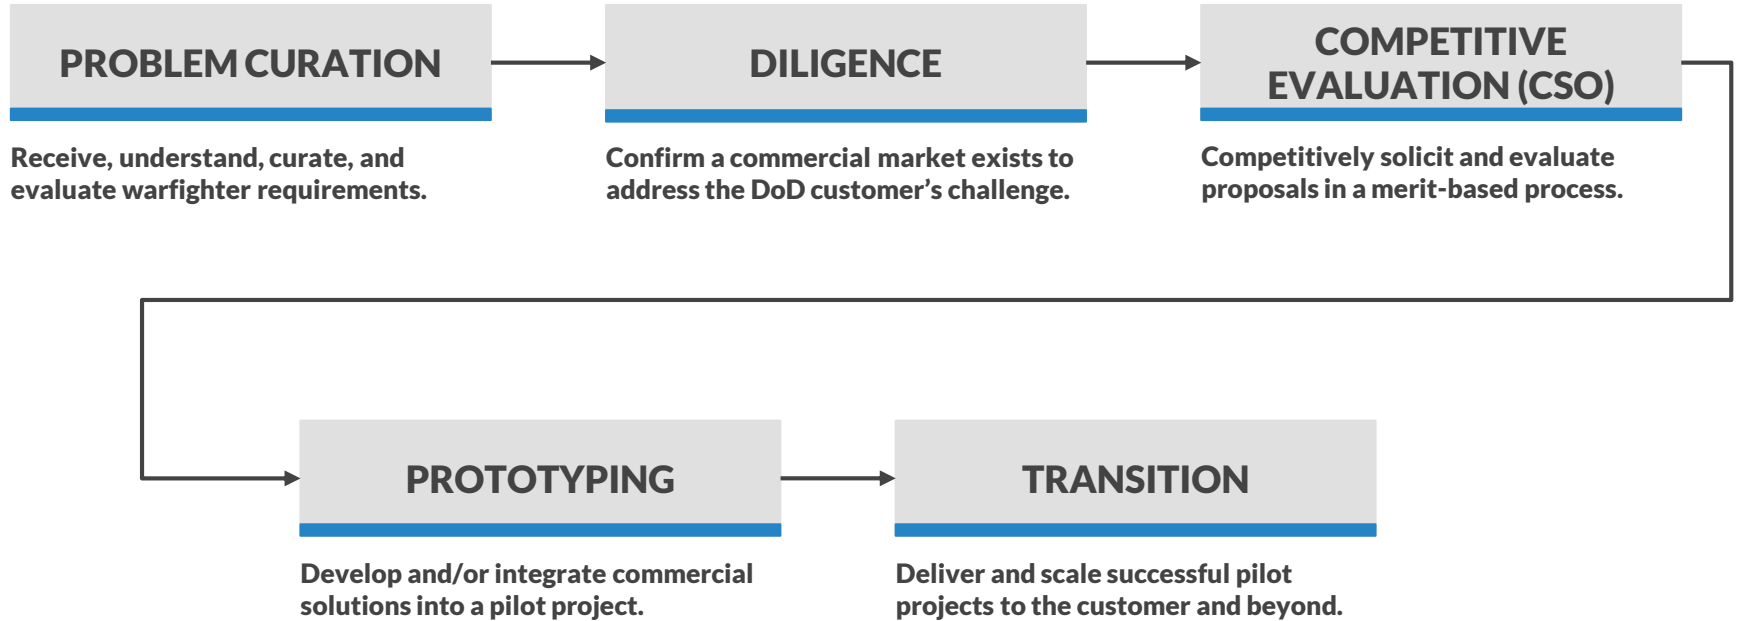 PROBLEM CURATION
Receive, understand, curate, and
evaluate warfighter requirements.
DILIGENCE
Confirm a commercial market exists to
address the DoD customer’s challenge.
COMPETITIVE
EVALUATION (CSO)
Competitively solicit and evaluate
proposals in a merit-based process.
PROTOTYPING
Develop and/or integrate commercial
solutions into a pilot project.
TRANSITION
Deliver and scale successful pilot
projects to the customer and beyond.